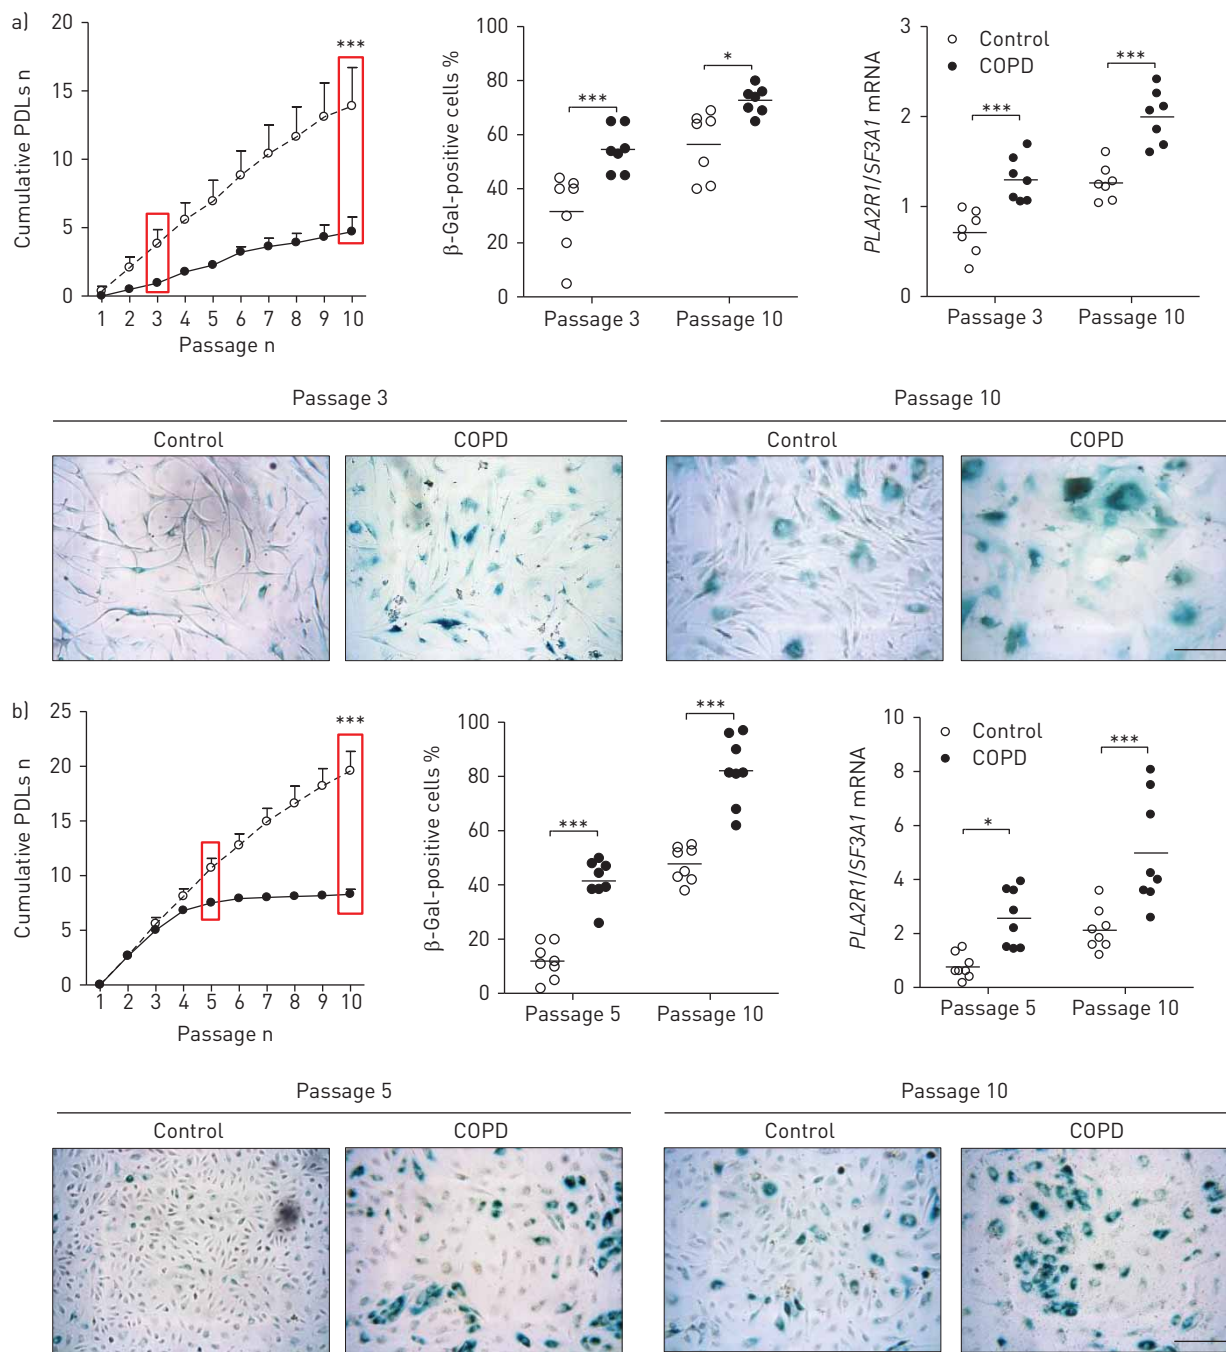 a)
20
15
10
5
0
Cumulative PDLs n
***
1 2 3 4 5 6 7 8 9 10
Passage n
100
80
60
40
20
0
β-Gal-positive cells %
***
*
Passage 3 Passage 10
3
2
1
0
PLA2R1/SF3A1 mRNA
Control
COPD
***
***
Passage 3 Passage 10
Passage 3
Control COPD
Passage 10
Control COPD
b)
25
20
15
10
5
0
Cumulative PDLs n
***
1 2 3 4 5 6 7 8 9 10
Passage n
100
80
60
40
20
0
β-Gal-positive cells %
***
***
Passage 5 Passage 10
10
8
6
4
2
0
PLA2R1/SF3A1 mRNA
Control
COPD
*
***
Passage 5 Passage 10
Passage 5
Control COPD
Passage 10
Control COPD